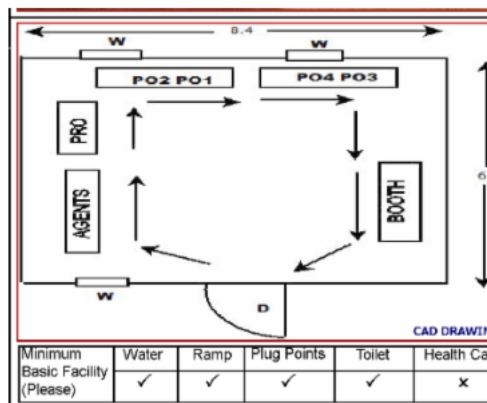 8.4
W W
PO2 PO1 PO4 PO3
PRO
AGENTS
BOOTH
6
W
D
CAD DRAWIN
Minimum Basic Facility (Please) Water Ramp Plug Points Toilet Health Ca
✓ ✓ ✓ ✓ x